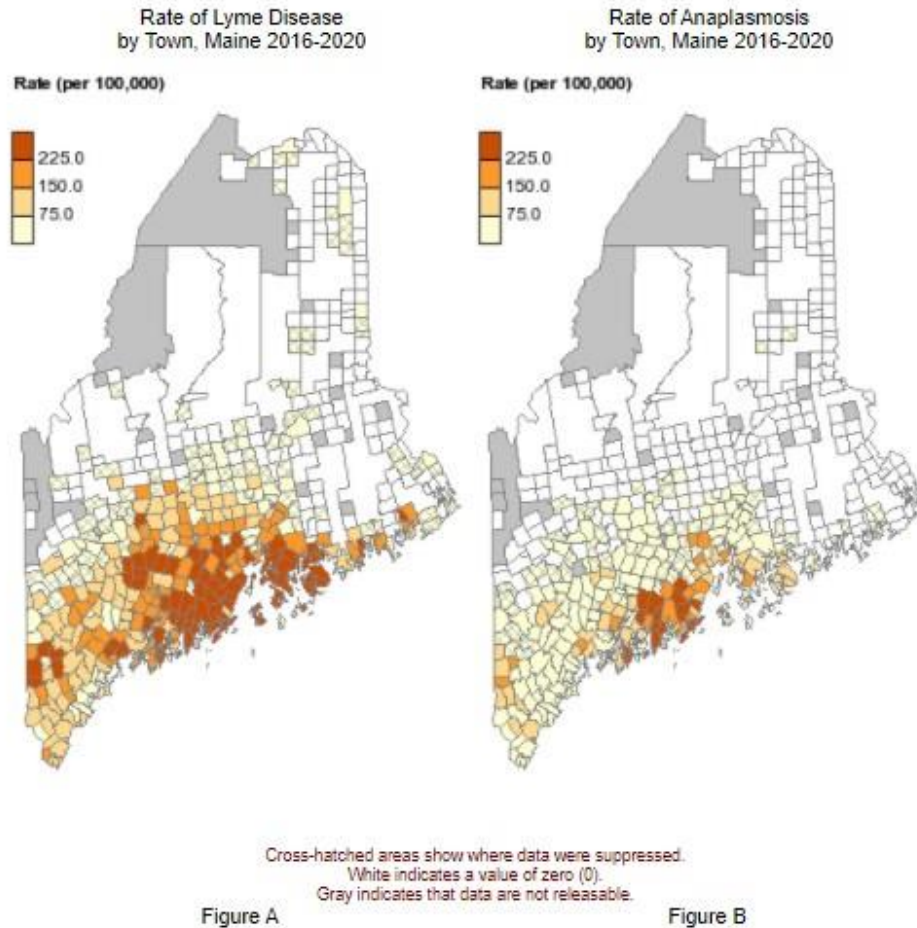 Rate of Lyme Disease
by Town, Maine 2016-2020
Rate (per 100,000)
225.0
150.0
75.0
Rate of Anaplasmosis
by Town, Maine 2016-2020
Rate (per 100,000)
225.0
150.0
75.0
Cross-hatched areas show where data were suppressed.
White indicates a value of zero (0).
Gray indicates that data are not releasable.
Figure A
Figure B